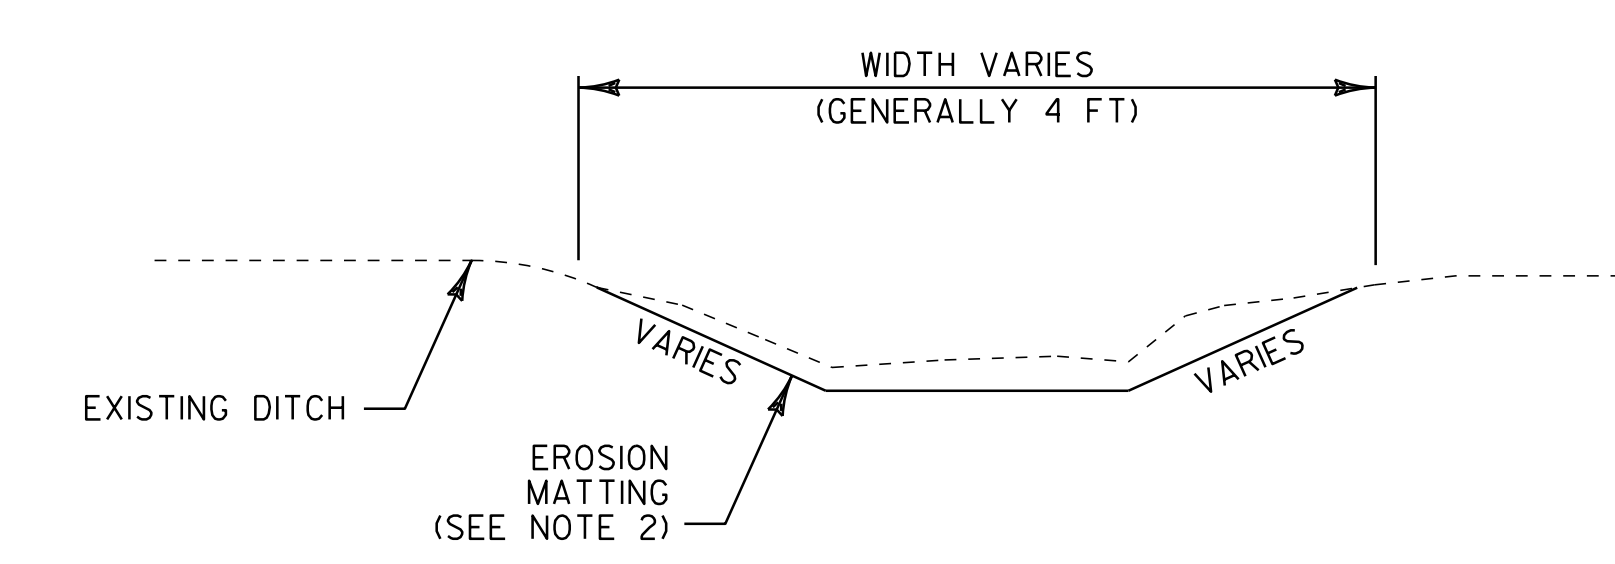 WIDTH VARIES
(GENERALLY 4 FT)
VARIES
VARIES
EXISTING DITCH
EROSION
MATTING
(SEE NOTE 2)